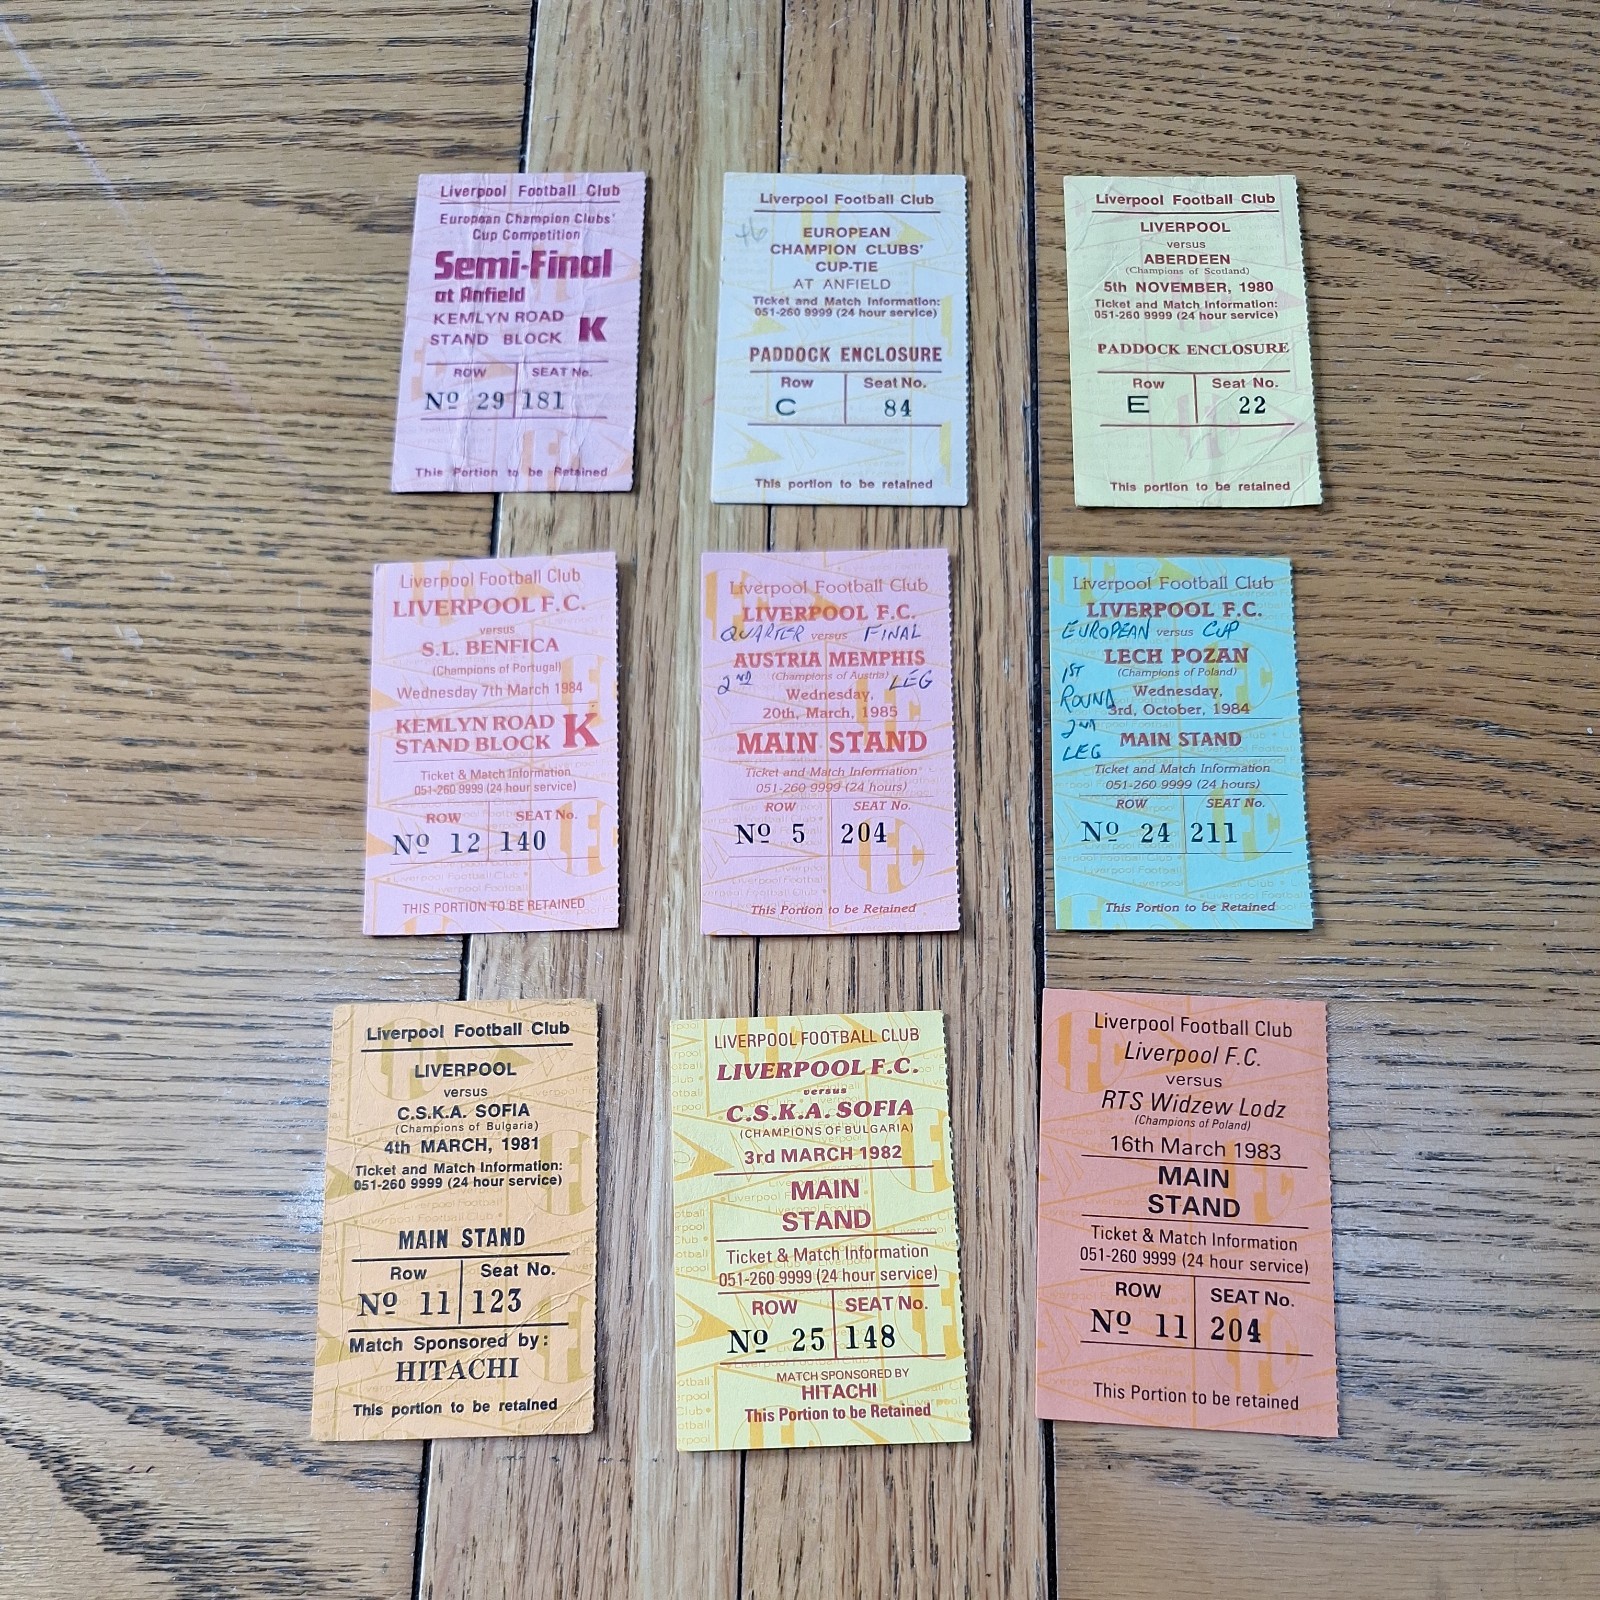 Liverpool Football Club
European Champion Clubs'
Cup Competition
Semi-Final
at Anfield
KEMLYN ROAD
STAND BLOCK K
ROW SEAT No.
Nº 29 181
This Portion to be Retained
Liverpool Football Club
EUROPEAN
CHAMPION CLUBS'
CUP-TIE
AT ANFIELD
Ticket and Match Information:
051-260 9999 (24 hour service)
PADDOCK ENCLOSURE
Row Seat No.
C 84
This portion to be retained
Liverpool Football Club
LIVERPOOL
versus
ABERDEEN
(Champions of Scotland)
5th NOVEMBER, 1980
Ticket and Match Information:
051-260 9999 (24 hour service)
PADDOCK ENCLOSURE
Row Seat No.
E 22
This portion to be retained
Liverpool Football Club
LIVERPOOL F.C.
versus
S.L. BENFICA
(Champions of Portugal)
Wednesday 7th March 1984
KEMLYN ROAD
STAND BLOCK K
Ticket & Match Information
051-260 9999 (24 hour service)
ROW SEAT No.
Nº 12 140
THIS PORTION TO BE RETAINED
Liverpool Football Club
LIVERPOOL F.C.
QUARTER versus FINAL
AUSTRIA MEMPHIS
(Champions of Austria)
2ND LEG
Wednesday,
20th, March, 1985
MAIN STAND
Ticket and Match Information
051-260 9999 (24 hours)
ROW SEAT No.
Nº 5 204
This Portion to be Retained
Liverpool Football Club
LIVERPOOL F.C.
EUROPEAN versus CUP
LECH POZAN
(Champions of Poland)
1ST
ROUND
2ND
LEG
Wednesday,
3rd, October, 1984
MAIN STAND
Ticket and Match Information
051-260 9999 (24 hours)
ROW SEAT No.
Nº 24 211
This Portion to be Retained
Liverpool Football Club
LIVERPOOL
versus
C.S.K.A. SOFIA
(Champions of Bulgaria)
4th MARCH, 1981
Ticket and Match Information:
051-260 9999 (24 hour service)
MAIN STAND
Row Seat No.
Nº 11 123
Match Sponsored by:
HITACHI
This portion to be retained
LIVERPOOL FOOTBALL CLUB
LIVERPOOL F.C.
versus
C.S.K.A. SOFIA
(CHAMPIONS OF BULGARIA)
3rd MARCH 1982
MAIN
STAND
Ticket & Match Information
051-260 9999 (24 hour service)
ROW SEAT No.
Nº 25 148
MATCH SPONSORED BY
HITACHI
This Portion to be Retained
Liverpool Football Club
Liverpool F.C.
versus
RTS Widzew Lodz
(Champions of Poland)
16th March 1983
MAIN
STAND
Ticket & Match Information
051-260 9999 (24 hour service)
ROW SEAT No.
Nº 11 204
This Portion to be retained